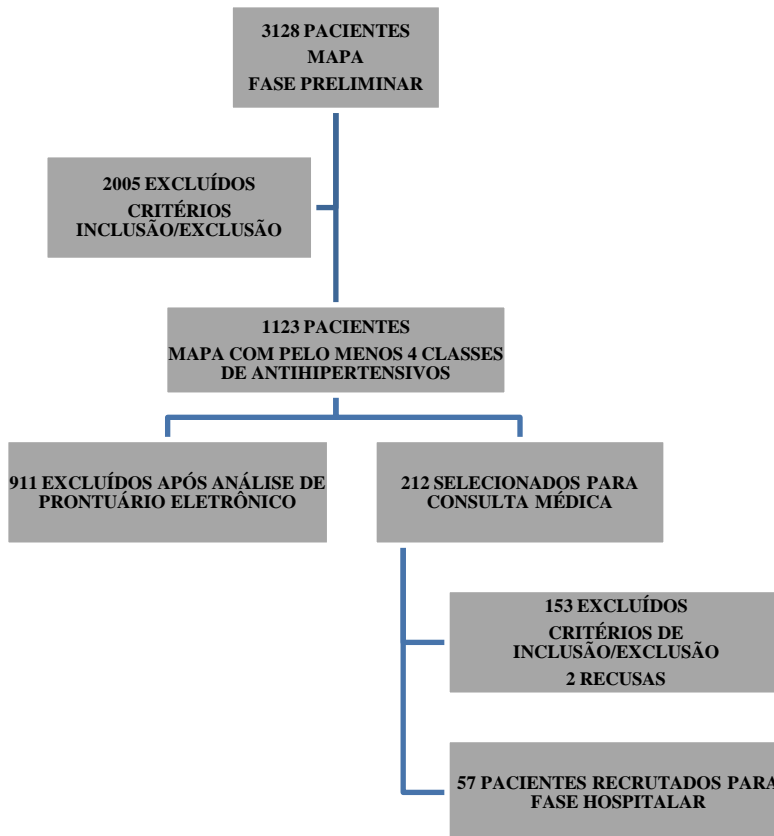 3128 PACIENTES
MAPA
FASE PRELIMINAR
2005 EXCLUÍDOS
CRITÉRIOS
INCLUSÃO/EXCLUSÃO
1123 PACIENTES
MAPA COM PELO MENOS 4 CLASSES
DE ANTIHIPERTENSIVOS
911 EXCLUÍDOS APÓS ANÁLISE DE
PRONTUÁRIO ELETRÔNICO
212 SELECIONADOS PARA
CONSULTA MÉDICA
153 EXCLUÍDOS
CRITÉRIOS DE
INCLUSÃO/EXCLUSÃO
2 RECUSAS
57 PACIENTES RECRUTADOS PARA
FASE HOSPITALAR